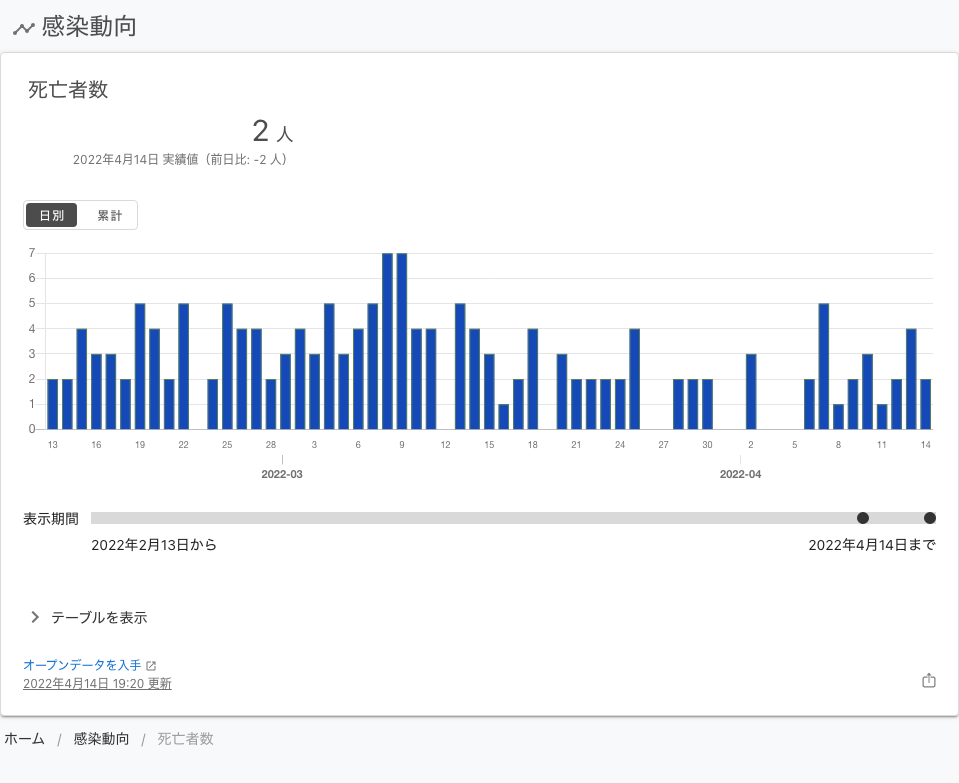 感染動向
死亡者数
2 人
2022年4月14日 実績値（前日比: -2 人）
日別 累計
7
6
5
4
3
2
1
0
13 16 19 22 25 28 3 6 9 12 15 18 21 24 27 30 2 5 8 11 14
2022-03 2022-04
表示期間
2022年2月13日から 2022年4月14日まで
テーブルを表示
オープンデータを入手
2022年4月14日 19:20 更新
ホーム / 感染動向 / 死亡者数